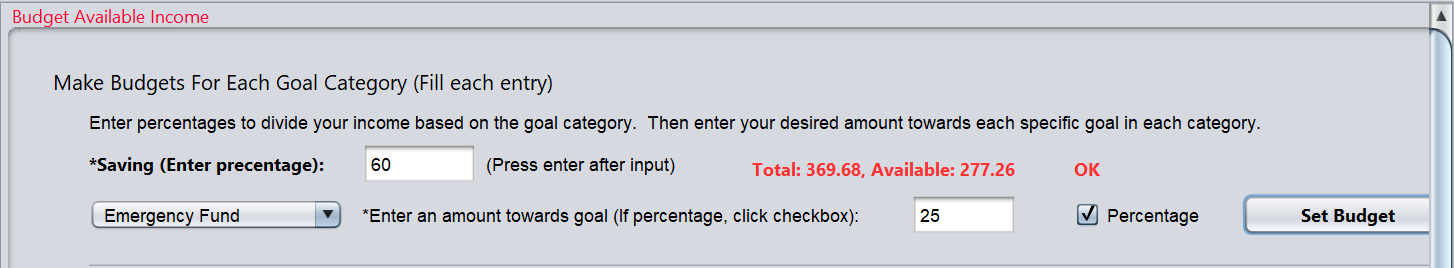 Budget Available Income
Make Budgets For Each Goal Category (Fill each entry)
Enter percentages to divide your income based on the goal category.  Then enter your desired amount towards each specific goal in each category.
*Saving (Enter precentage): 60 (Press enter after input) Total: 369.68, Available: 277.26 OK
Emergency Fund *Enter an amount towards goal (If percentage, click checkbox): 25 Percentage Set Budget